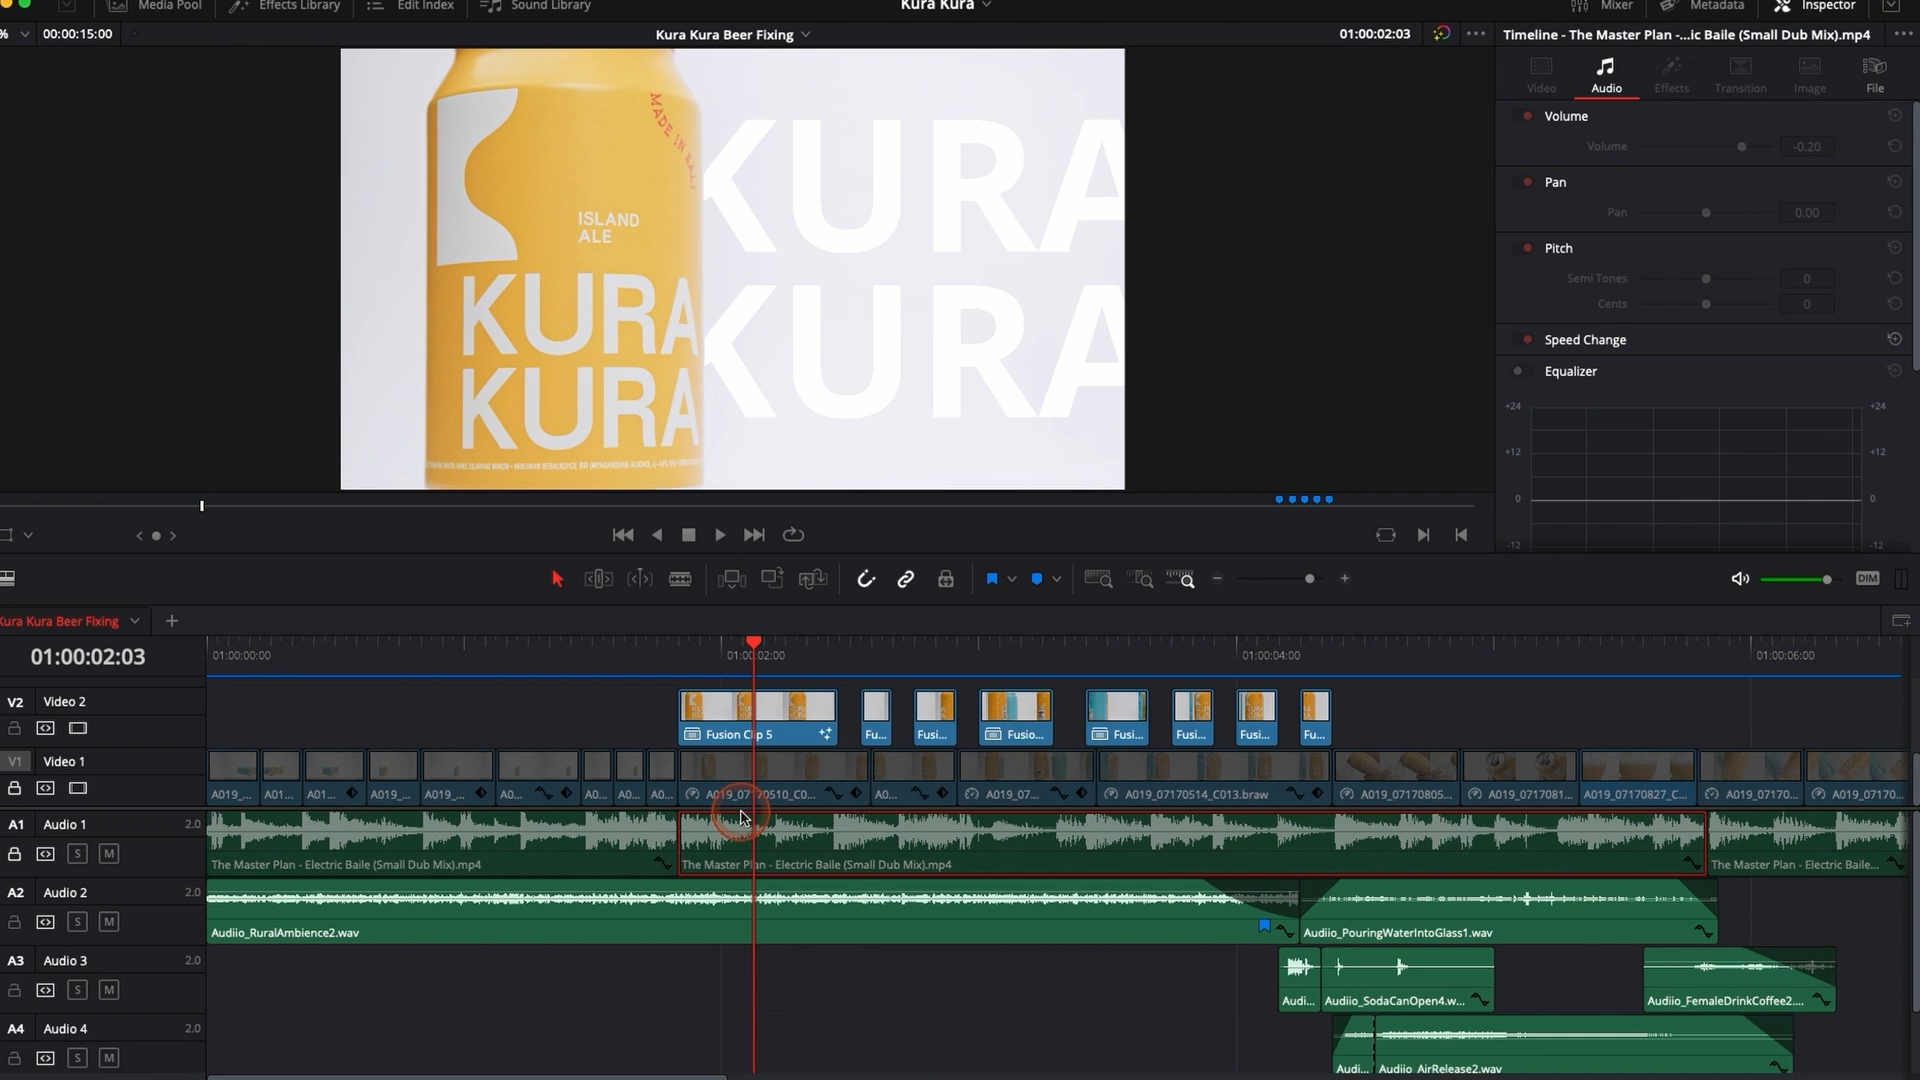 Media Pool
Effects Library
Edit Index
Sound Library
Kura Kura
Mixer
Metadata
Inspector
%
00:00:15:00
Kura Kura Beer Fixing
01:00:02:03
Timeline - The Master Plan -...ic Baile (Small Dub Mix).mp4
Video
Audio
Effects
Transition
Image
File
Volume
Volume
-0.20
Pan
Pan
0.00
Pitch
Semi Tones
0
Cents
0
Speed Change
Equalizer
+24
+24
+12
+12
0
0
-12
-12
MADE IN BALI
ISLAND
ALE
KURA
KURA
KURA
KURA
DIM
Kura Kura Beer Fixing
01:00:02:03
01:00:00:00
01:00:02:00
01:00:04:00
01:00:06:00
V2
Video 2
Fusion Clip 5
Fu...
Fusi...
Fusio...
Fusi...
Fusi...
Fusi...
Fu...
V1
Video 1
A019_...
A01...
A01...
A019_...
A019_...
A0...
A0...
A0...
A0...
A019_07170510_C0...
A0...
A019_07...
A019_07170514_C013.braw
A019_07170805...
A019_0717081...
A019_07170827_C...
A019_07170...
A019_07170...
A1
Audio 1
2.0
S
M
The Master Plan - Electric Baile (Small Dub Mix).mp4
The Master Plan - Electric Baile (Small Dub Mix).mp4
The Master Plan - Electric Baile...
A2
Audio 2
2.0
S
M
Audiio_RuralAmbience2.wav
Audiio_PouringWaterIntoGlass1.wav
A3
Audio 3
2.0
S
M
Audi...
Audiio_SodaCanOpen4.w...
Audiio_FemaleDrinkCoffee2....
A4
Audio 4
2.0
S
M
Audi...
Audiio_AirRelease2.wav